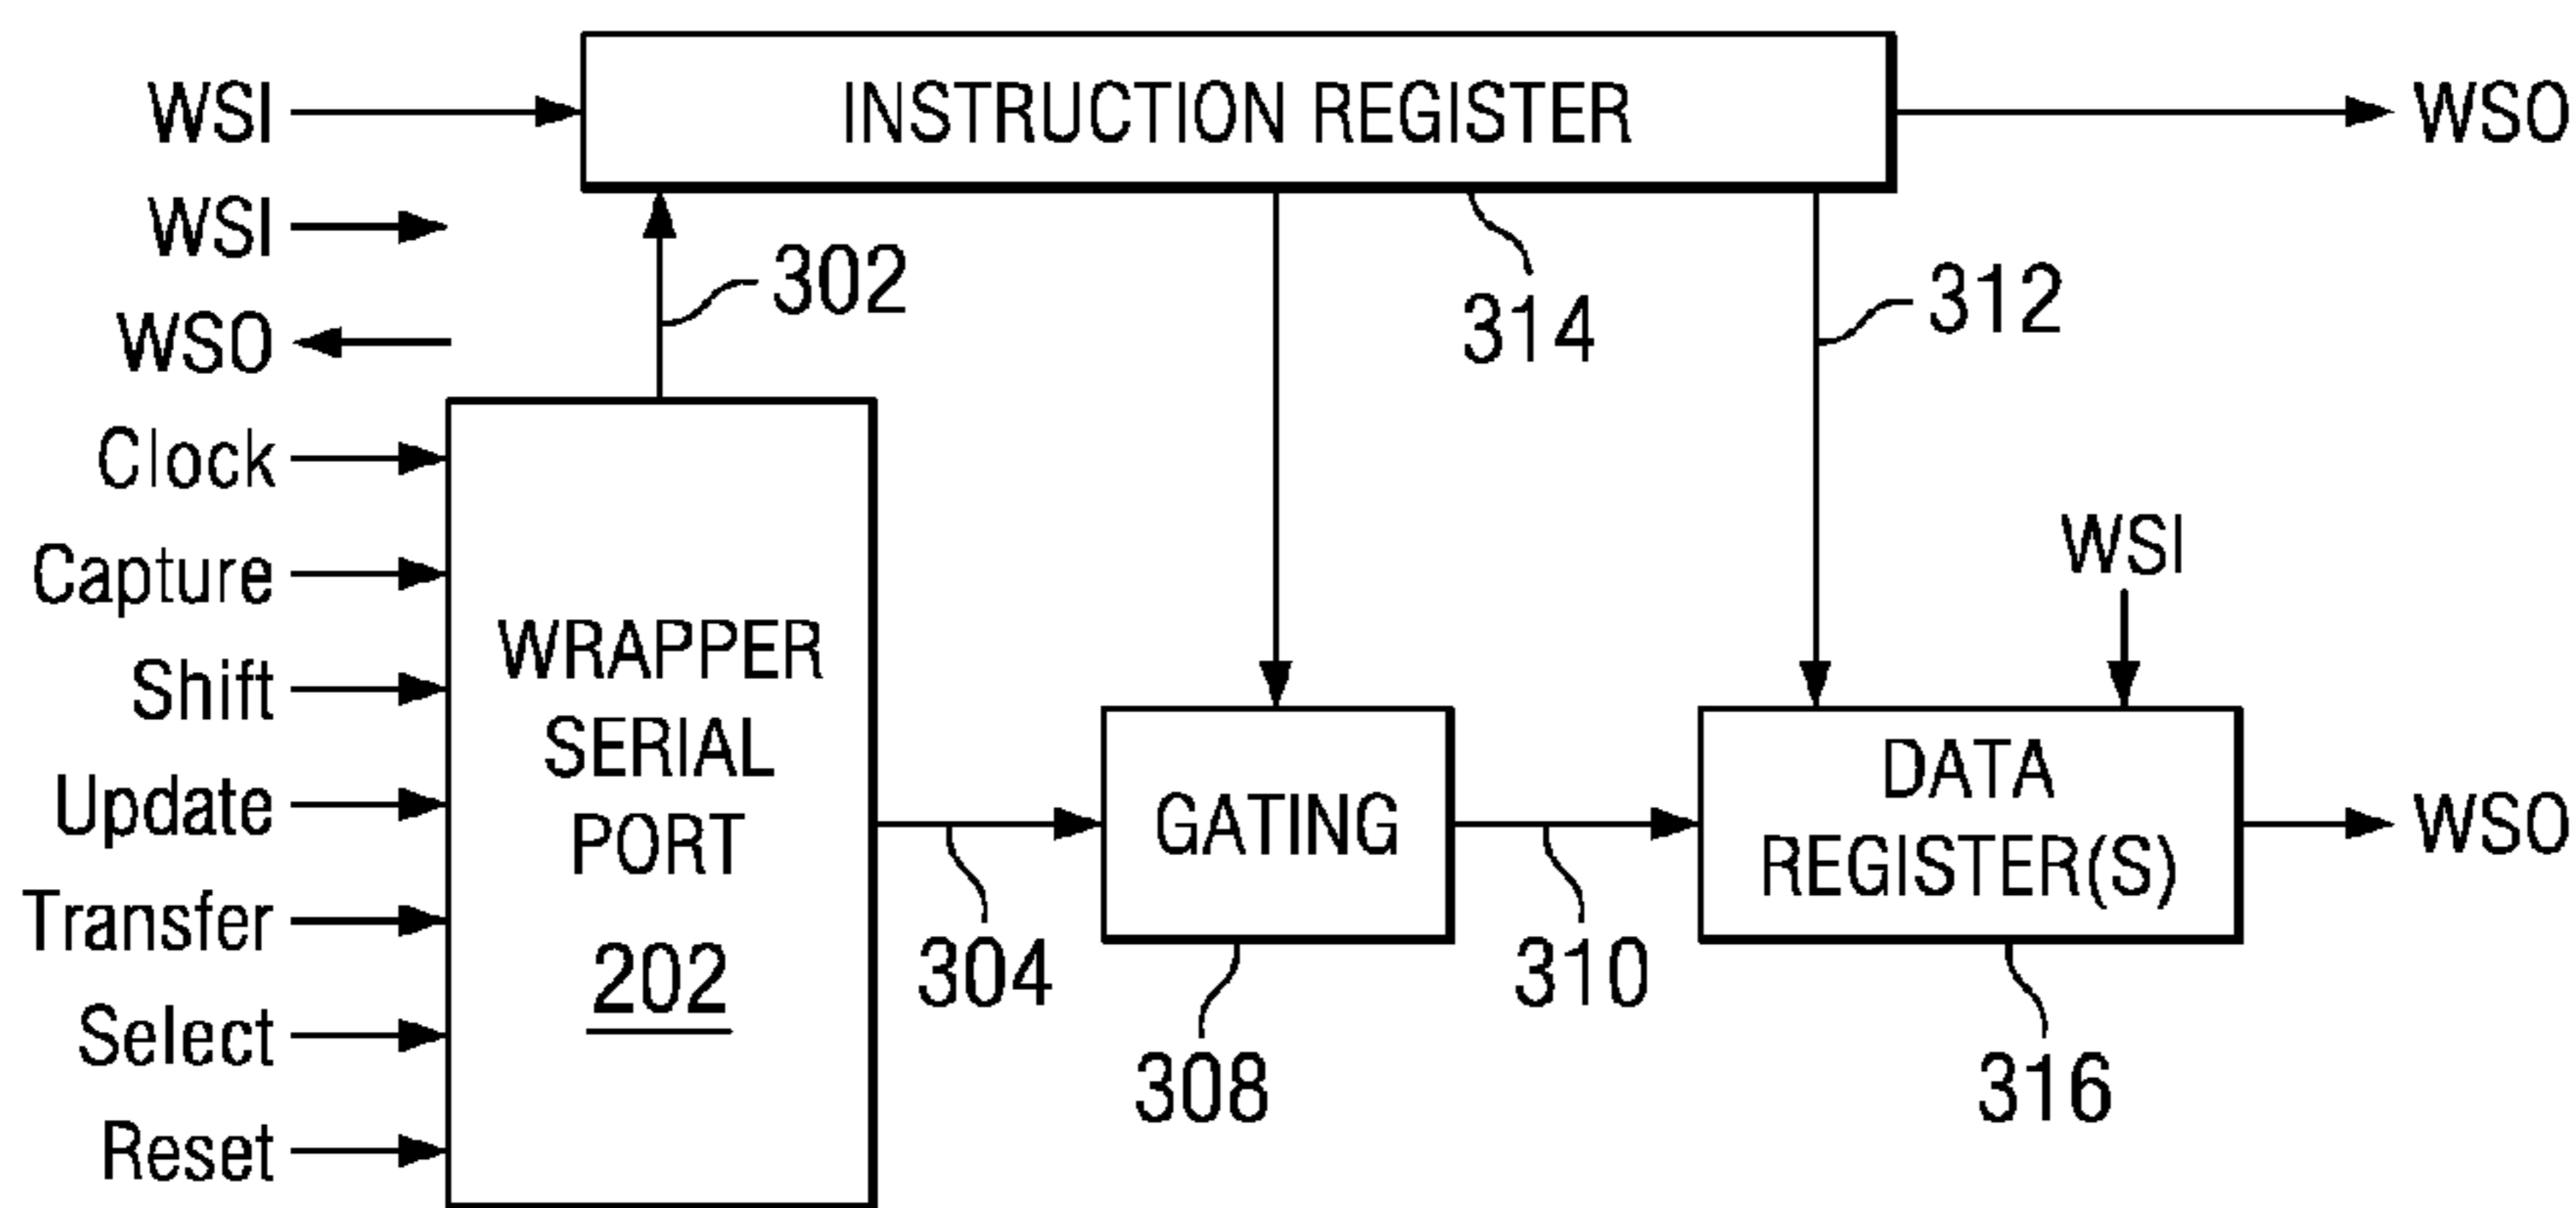 WSI
INSTRUCTION REGISTER
WSO
WSI
302
314
312
WSO
Clock
Capture
WSI
Shift
WRAPPER
SERIAL
PORT
202
Update
GATING
DATA
REGISTER(S)
WSO
Transfer
304
310
Select
308
316
Reset